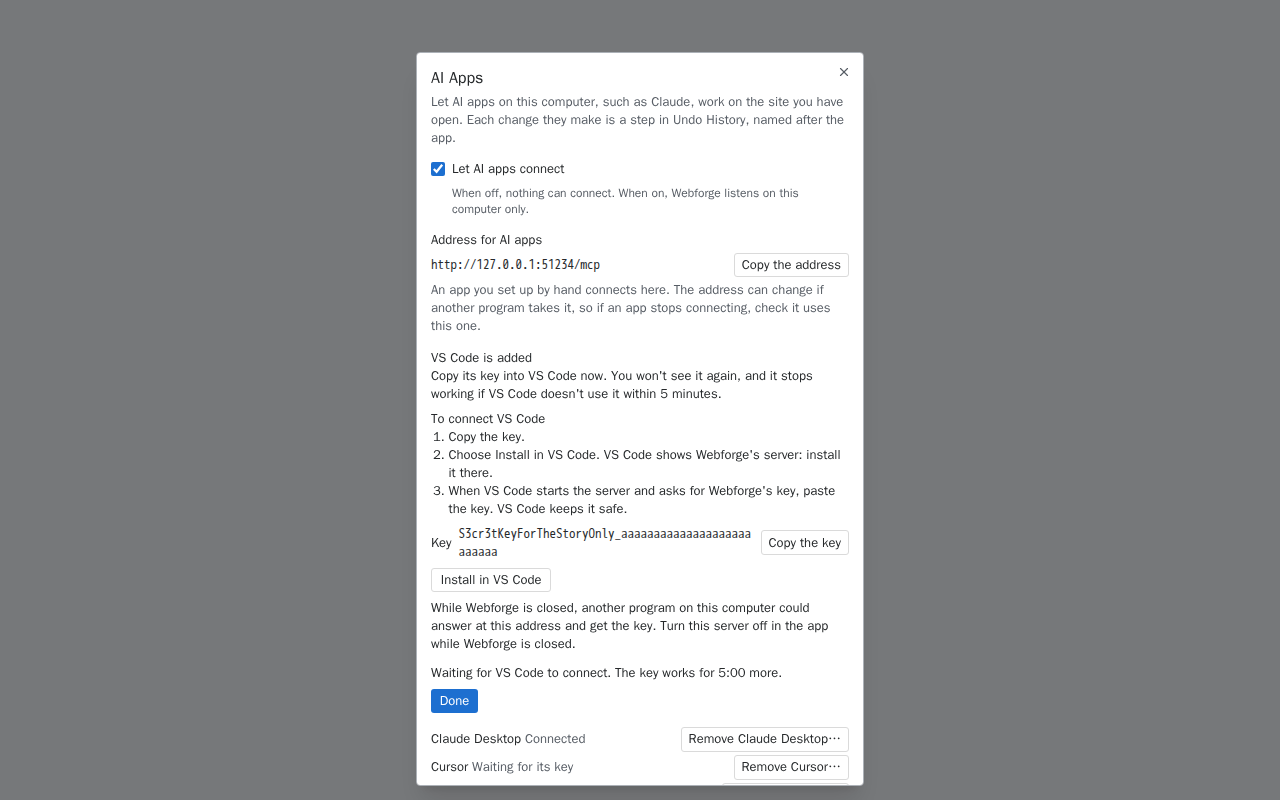 AI Apps
Let AI apps on this computer, such as Claude, work on the site you have
open. Each change they make is a step in Undo History, named after the
app.
Let AI apps connect
When off, nothing can connect. When on, Webforge listens on this
computer only.
Address for AI apps
http://127.0.0.1:51234/mcp
Copy the address
An app you set up by hand connects here. The address can change if
another program takes it, so if an app stops connecting, check it uses
this one.
VS Code is added
Copy its key into VS Code now. You won't see it again, and it stops
working if VS Code doesn't use it within 5 minutes.
To connect VS Code
1. Copy the key.
2. Choose Install in VS Code. VS Code shows Webforge's server: install
it there.
3. When VS Code starts the server and asks for Webforge's key, paste
the key. VS Code keeps it safe.
Key
S3cr3tKeyForTheStoryOnly_aaaaaaaaaaaaaaaaaaaa
aaaaaa
Copy the key
Install in VS Code
While Webforge is closed, another program on this computer could
answer at this address and get the key. Turn this server off in the app
while Webforge is closed.
Waiting for VS Code to connect. The key works for 5:00 more.
Done
Claude Desktop Connected
Remove Claude Desktop…
Cursor Waiting for its key
Remove Cursor…